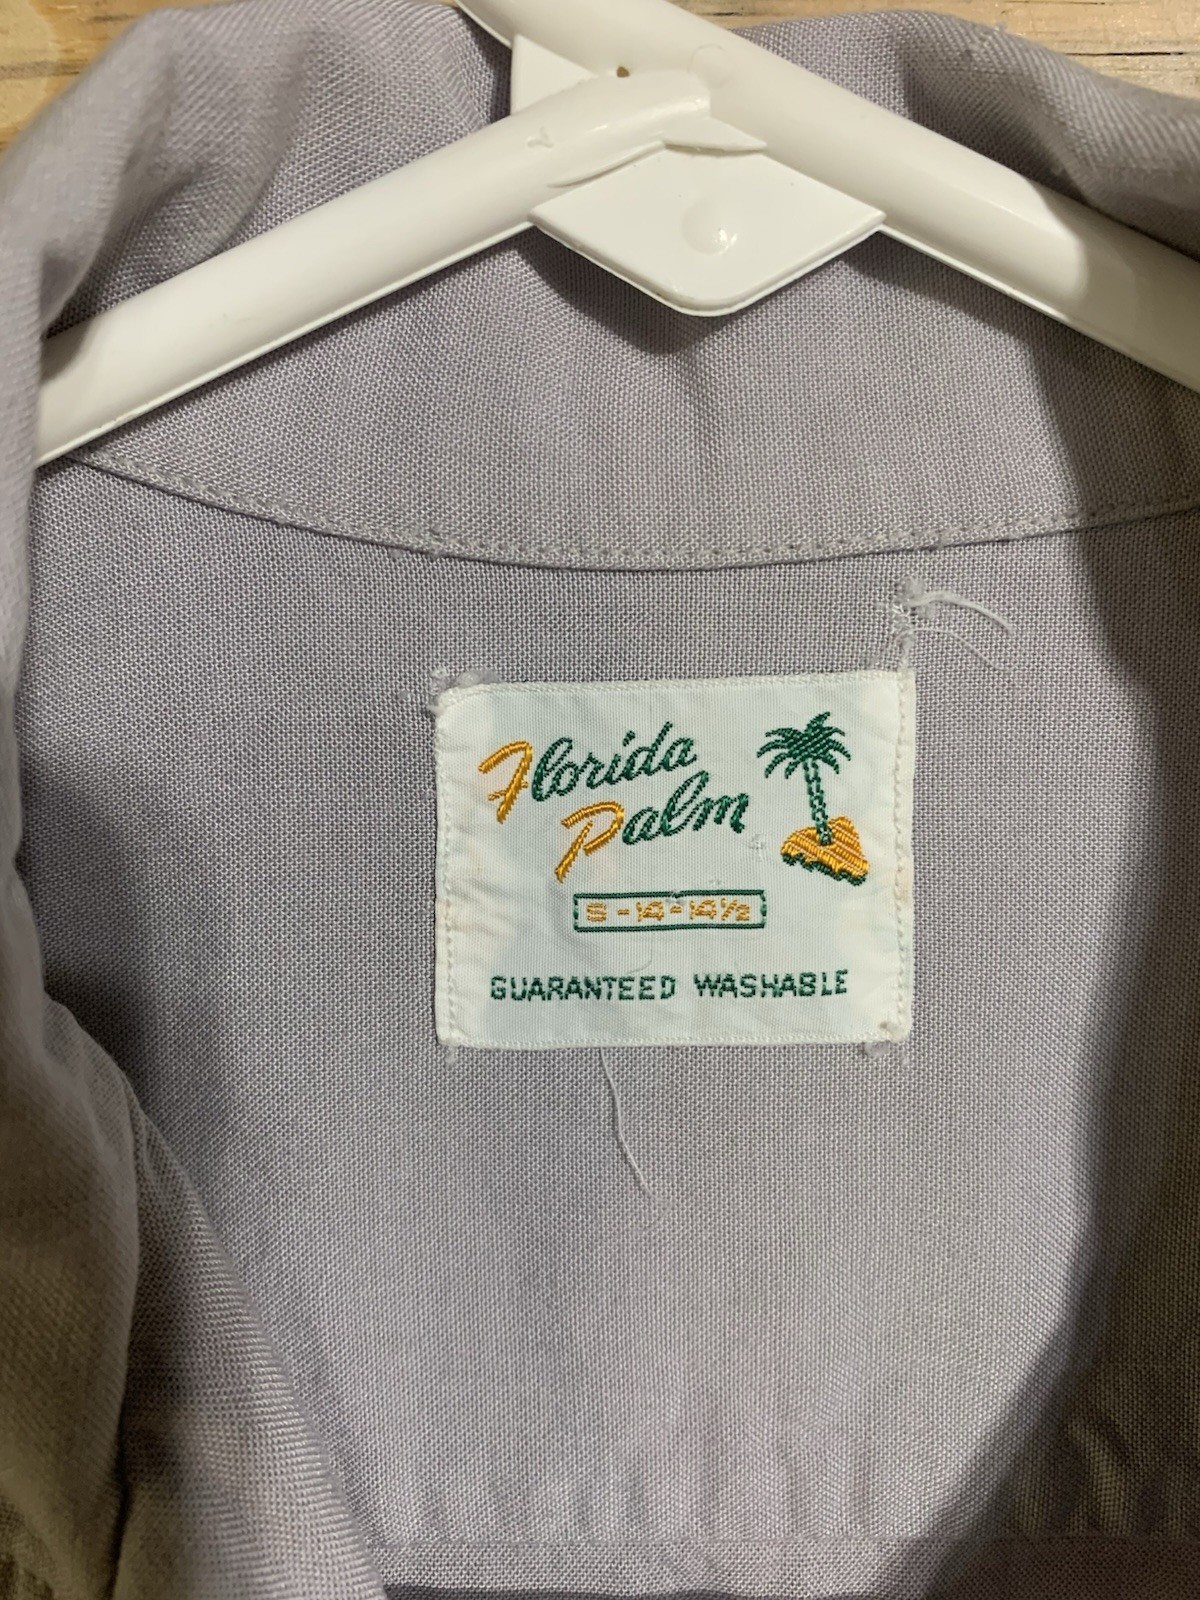 Florida
Palm
S - 14 - 14½
GUARANTEED WASHABLE